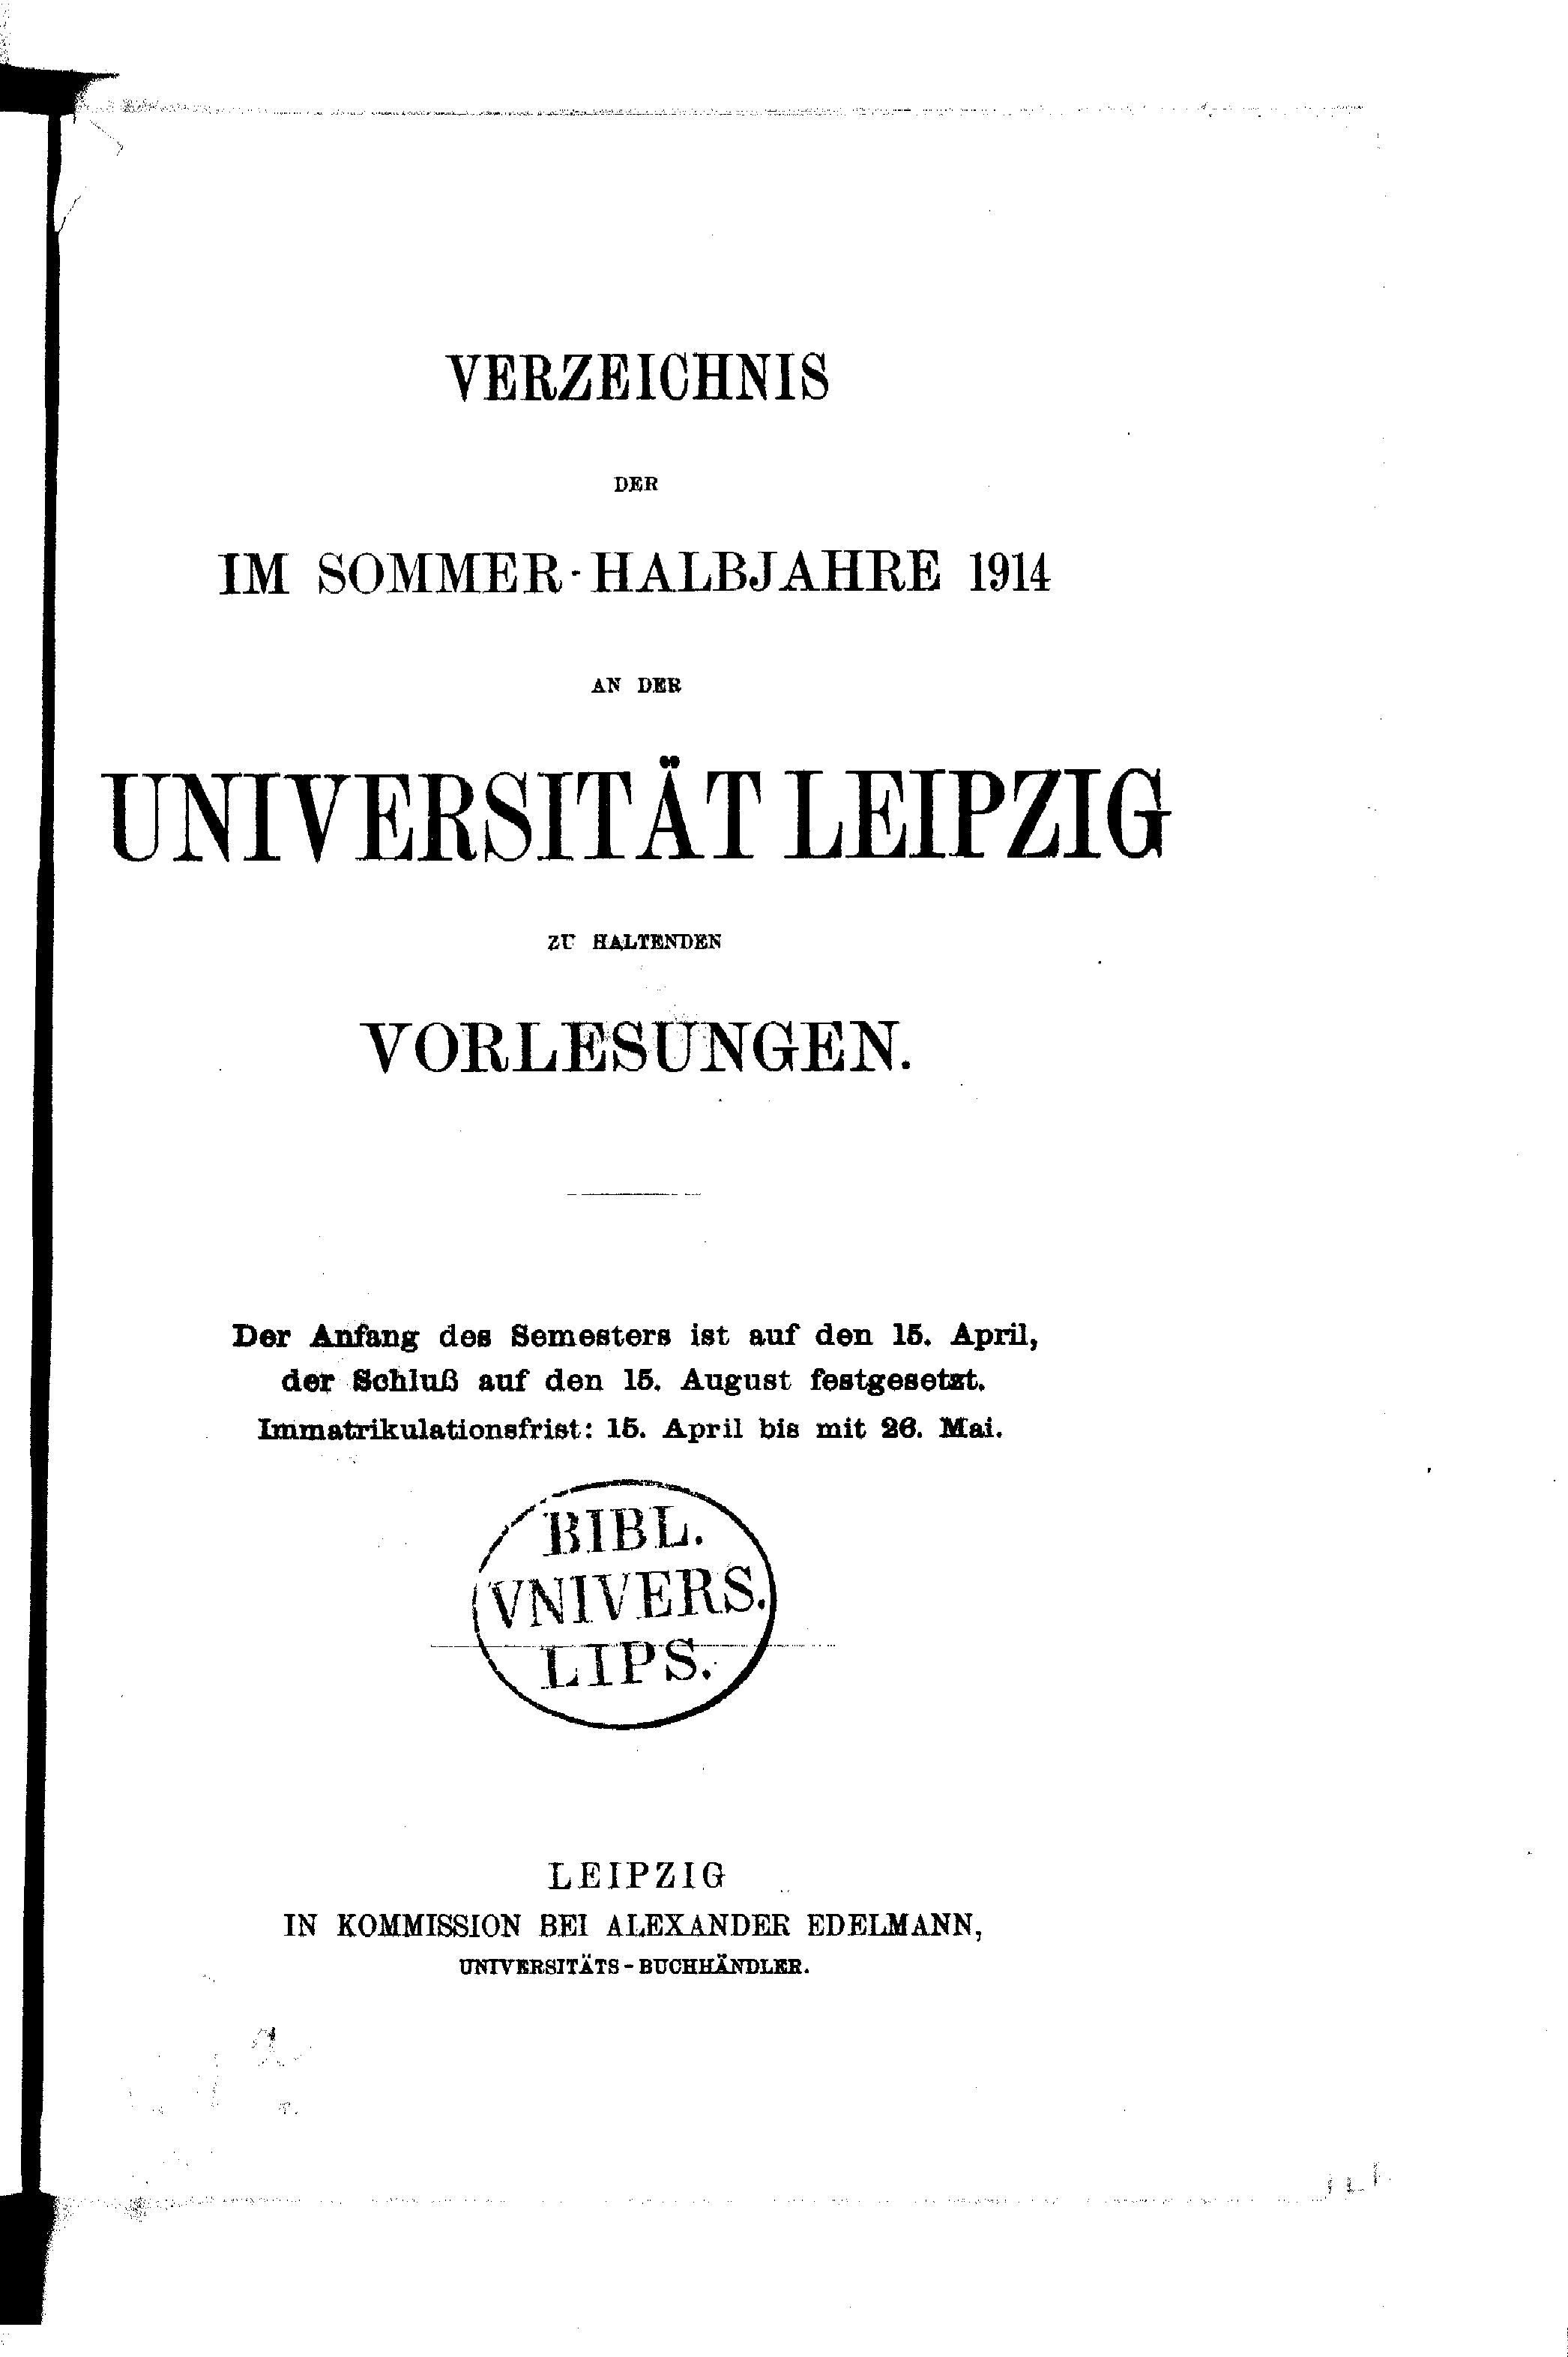 VERZEICHNIS
DER
IM SOMMER-HALBJAHRE 1914
AN DER
UNIVERSITÄT LEIPZIG
ZU HALTENDEN
VORLESUNGEN.
Der Anfang des Semesters ist auf den 15. April,
der Schluß auf den 15. August festgesetzt.
Immatrikulationsfrist: 15. April bis mit 26. Mai.
BIBL.
VNIVERS.
LIPS.
LEIPZIG
IN KOMMISSION BEI ALEXANDER EDELMANN,
UNIVERSITÄTS-BUCHHÄNDLER.